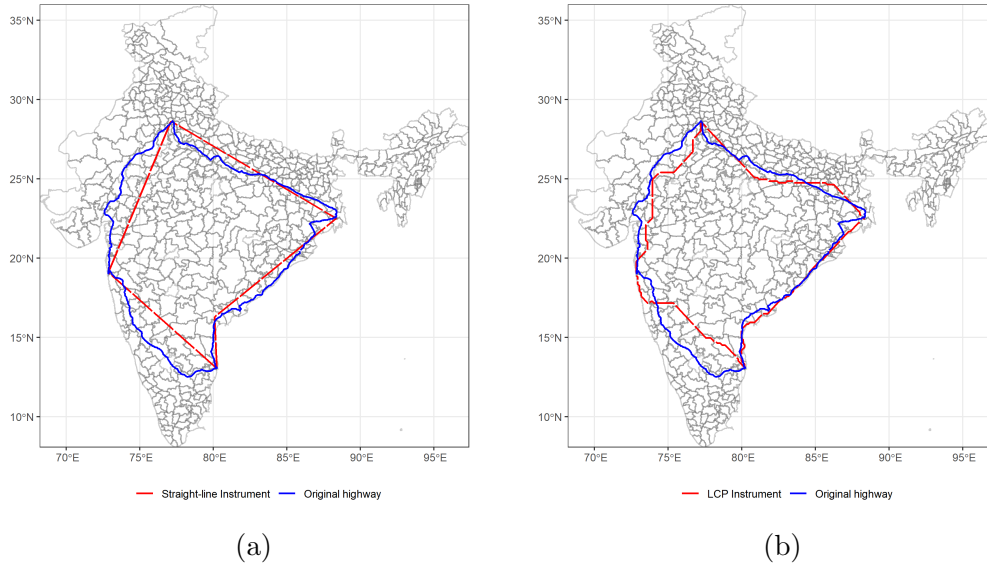 35°N
30°N
25°N
20°N
15°N
10°N
70°E 75°E 80°E 85°E 90°E 95°E
Straight-line Instrument Original highway
(a)
35°N
30°N
25°N
20°N
15°N
10°N
70°E 75°E 80°E 85°E 90°E 95°E
LCP Instrument Original highway
(b)